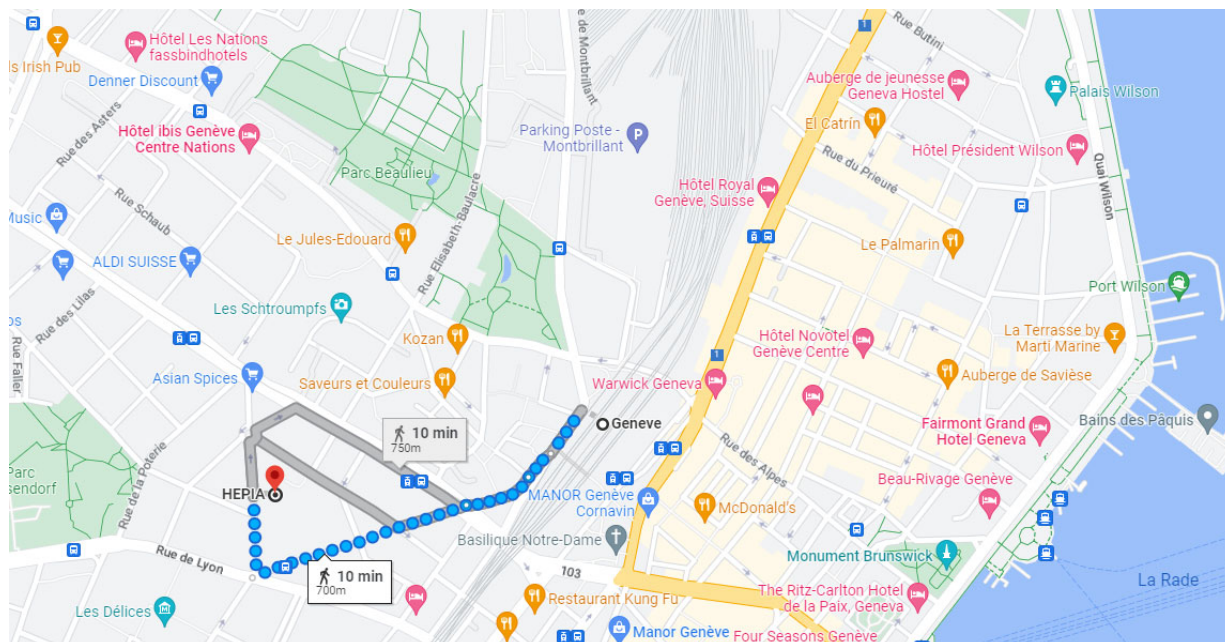 Hôtel Les Nations
fassbindhotels
ls Irish Pub
Denner Discount
Rue des Asters
Hôtel ibis Genève
Centre Nations
Rue Schaub
Parc Beaulieu
Rue Elisabeth-Baulacre
e de Montbrillant
Parking Poste -
Montbrillant
P
1
Rue Butini
Auberge de jeunesse
Geneva Hostel
Palais Wilson
El Catrín
Hôtel Président Wilson
Rue du Prieuré
Quai Wilson
Hôtel Royal
Genève, Suisse
Le Palmarin
Port Wilson
Music
Le Jules-Edouard
ALDI SUISSE
Rue des Lilas
Les Schtroumpfs
Rue Faller
Kozan
Asian Spices
Saveurs et Couleurs
1
Hôtel Novotel
Genève Centre
La Terrasse by
Marti Marine
Warwick Geneva
Auberge de Savièse
Geneve
Fairmont Grand
Hotel Geneva
Bains des Pâquis
10 min
750m
Rue de la Poterie
Parc
sendorf
HEPIA
Rue des Alpes
Beau-Rivage Genève
MANOR Genève
Cornavin
McDonald's
Basilique Notre-Dame
Monument Brunswick
Rue de Lyon
10 min
700m
103
La Rade
Les Délices
Restaurant Kung Fu
The Ritz-Carlton Hotel
de la Paix, Geneva
Manor Genève
Four Seasons Genève